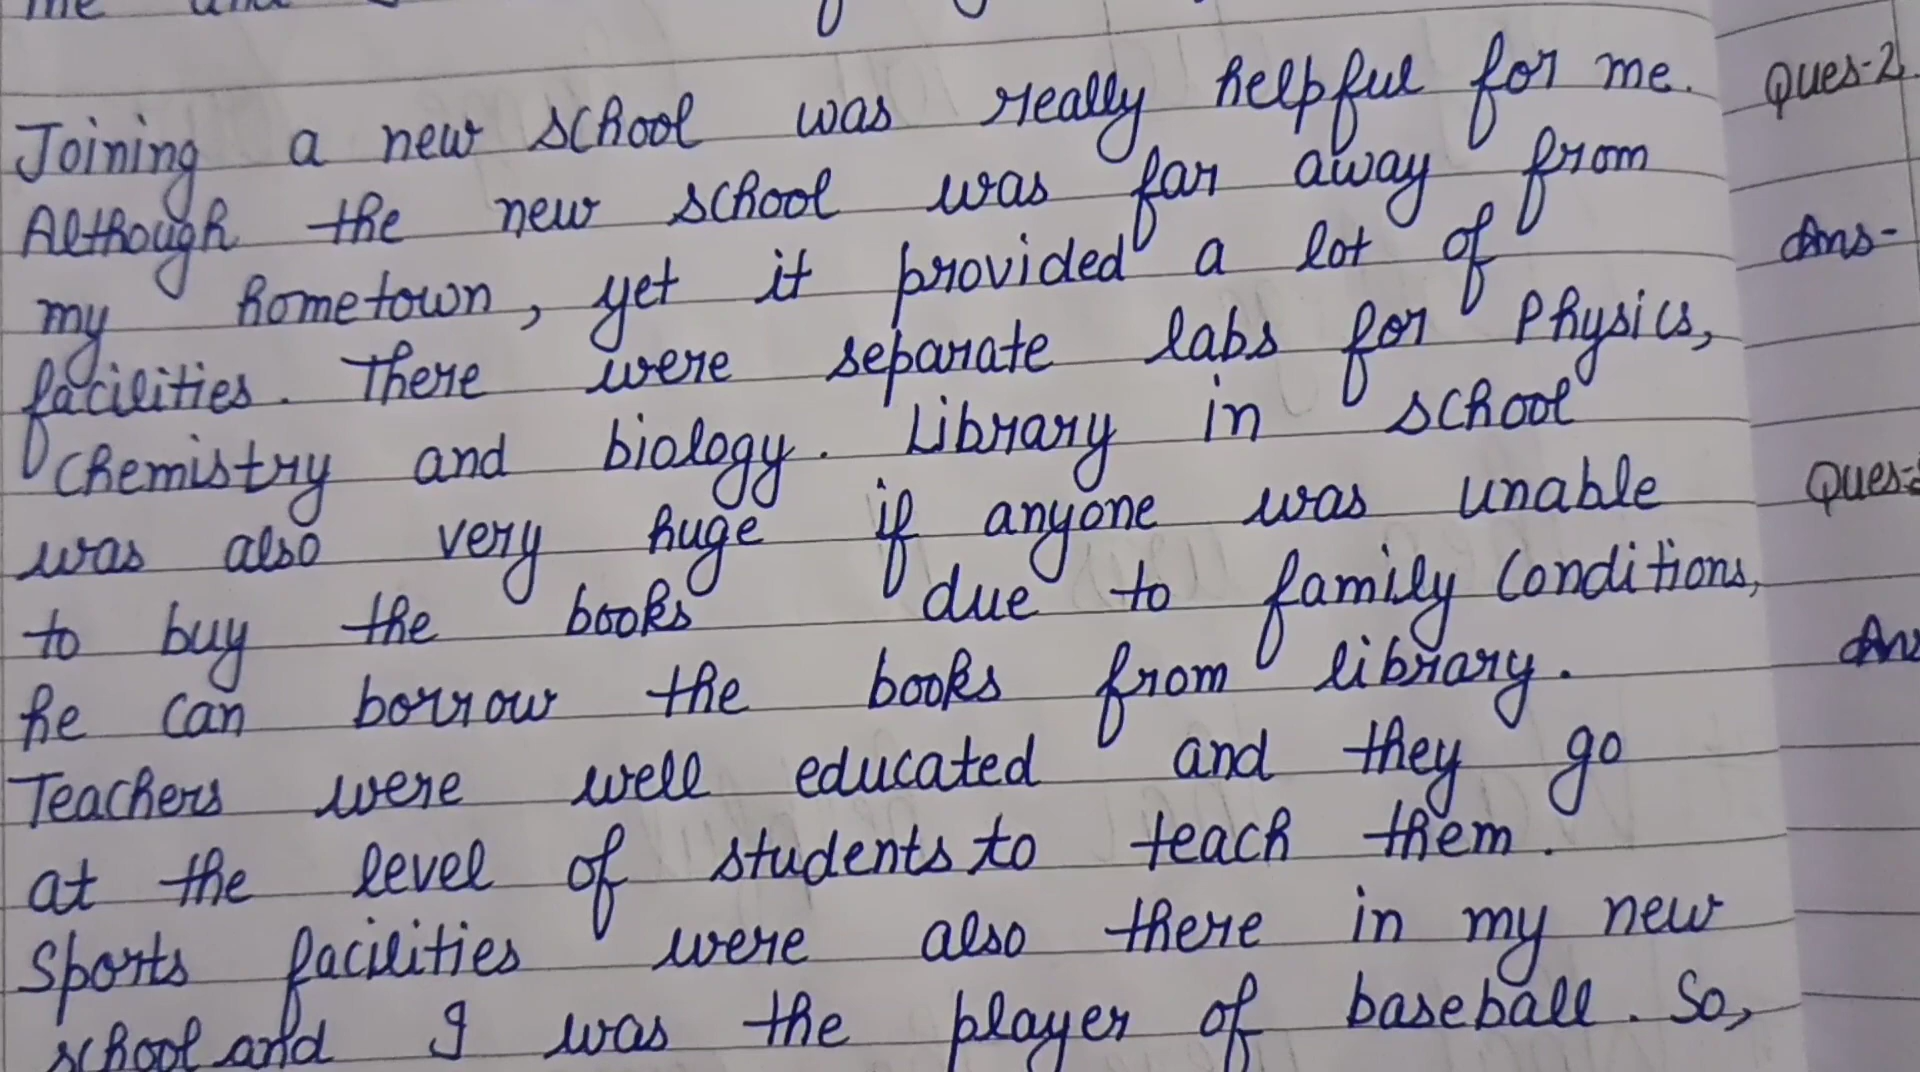 me and
Joining a new school was really helpful for me.
Although the new school was far away from
my hometown, yet it provided a lot of
facilities. There were separate labs for Physics,
Chemistry and biology. Library in school
was also very huge if anyone was unable
to buy the books due to family conditions,
he can borrow the books from library.
Teachers were well educated and they go
at the level of students to teach them.
Sports facilities were also there in my new
school and I was the player of baseball. So,
Ques-2
Ans-
Ques-
Ans